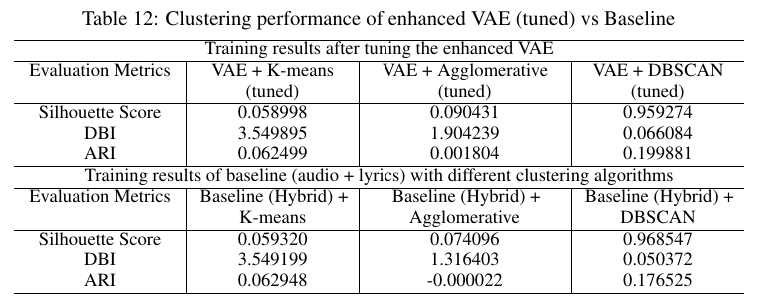 Table 12: Clustering performance of enhanced VAE (tuned) vs Baseline
Training results after tuning the enhanced VAE
Evaluation Metrics VAE + K-means (tuned) VAE + Agglomerative (tuned) VAE + DBSCAN (tuned)
Silhouette Score 0.058998 0.090431 0.959274
DBI 3.549895 1.904239 0.066084
ARI 0.062499 0.001804 0.199881
Training results of baseline (audio + lyrics) with different clustering algorithms
Evaluation Metrics Baseline (Hybrid) + K-means Baseline (Hybrid) + Agglomerative Baseline (Hybrid) + DBSCAN
Silhouette Score 0.059320 0.074096 0.968547
DBI 3.549199 1.316403 0.050372
ARI 0.062948 -0.000022 0.176525